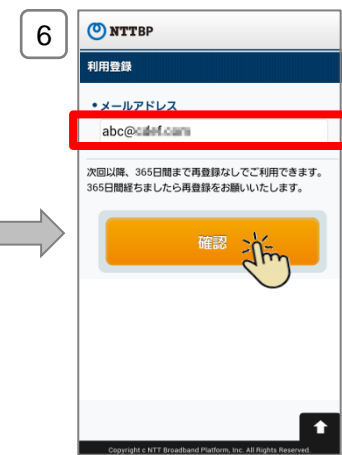 6
NTTBP
利用登録
•メールアドレス
abc@
次回以降、365日間まで再登録なしでご利用できます。
365日間経ちましたら再登録をお願いいたします。
確認
Copyright c NTT Broadband Platform, Inc. All Rights Reserved.